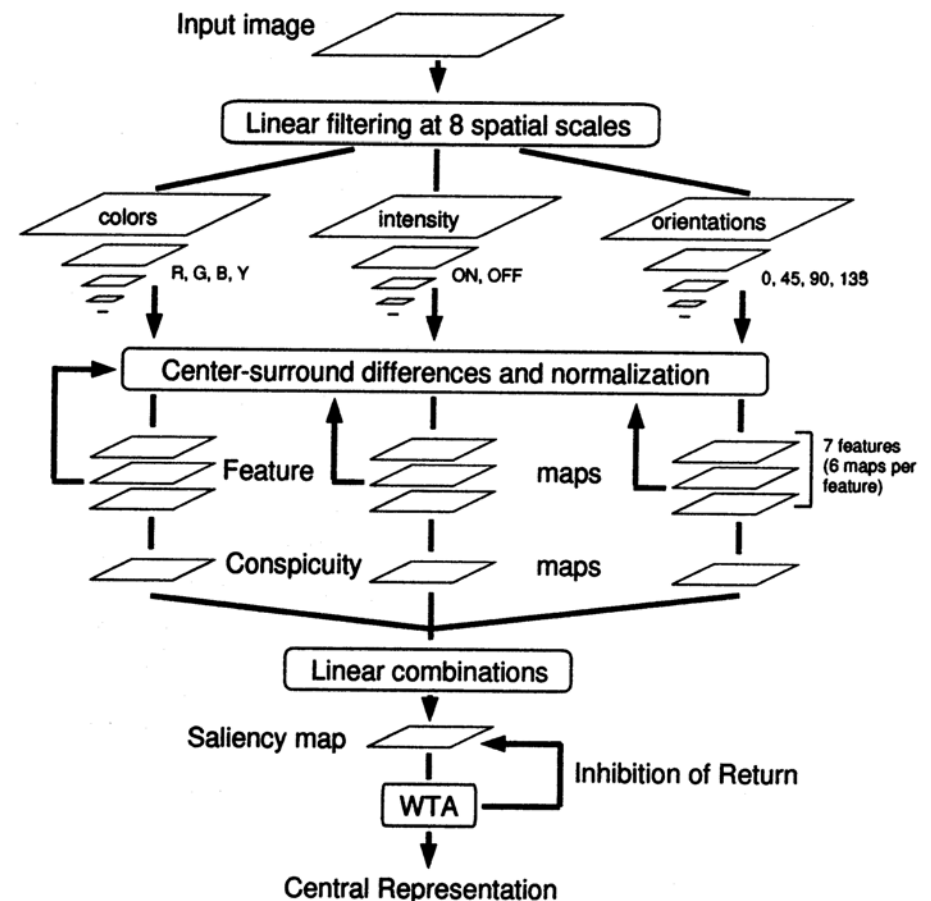 Input image
Linear filtering at 8 spatial scales
colors
intensity
orientations
R, G, B, Y
ON, OFF
0, 45, 90, 135
Center-surround differences and normalization
Feature
maps
7 features
(6 maps per
feature)
Conspicuity
maps
Linear combinations
Saliency map
Inhibition of Return
WTA
Central Representation